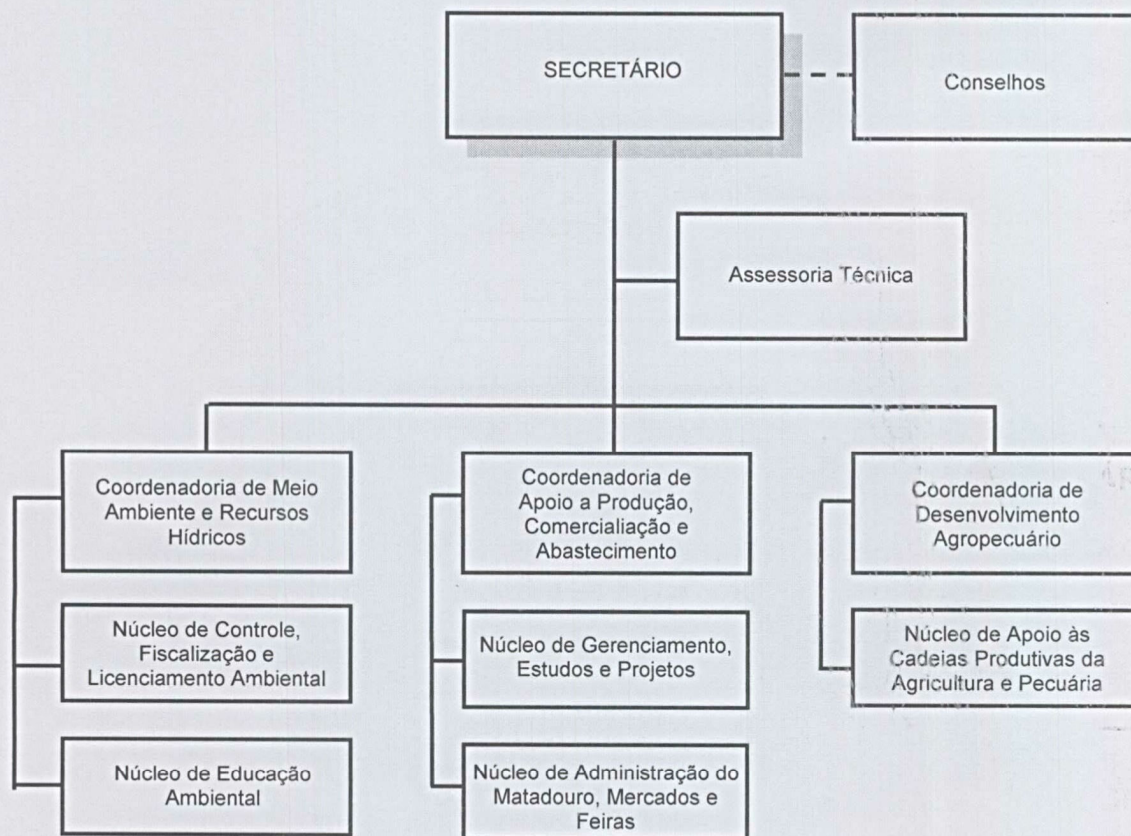 SECRETÁRIO
Conselhos
Assessoria Técnica
Coordenadoria de Meio
Ambiente e Recursos
Hídricos
Núcleo de Controle,
Fiscalização e
Licenciamento Ambiental
Núcleo de Educação
Ambiental
Coordenadoria de
Apoio a Produção,
Comercialiação e
Abastecimento
Núcleo de Gerenciamento,
Estudos e Projetos
Núcleo de Administração do
Matadouro, Mercados e
Feiras
Coordenadoria de
Desenvolvimento
Agropecuário
Núcleo de Apoio às
Cadeias Produtivas da
Agricultura e Pecuária